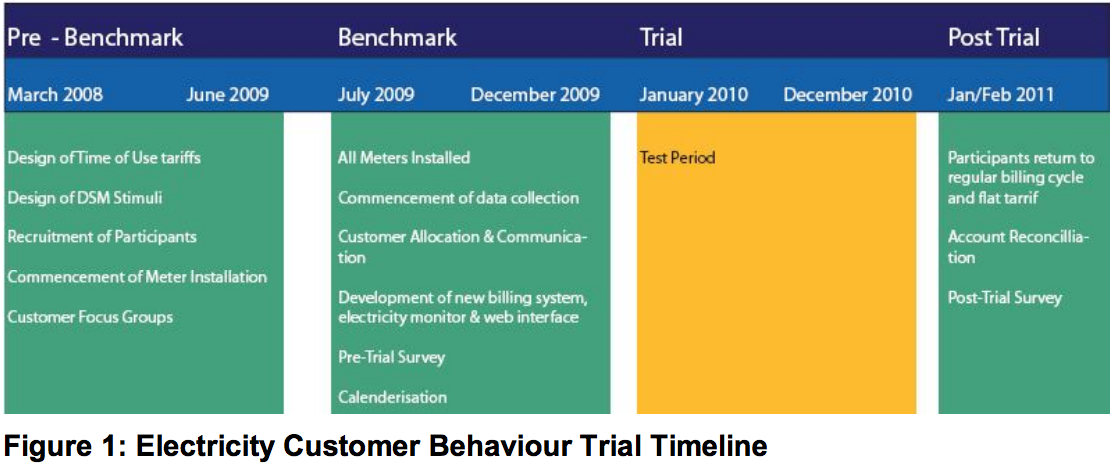 Pre - Benchmark
Benchmark
Trial
Post Trial
March 2008
June 2009
July 2009
December 2009
January 2010
December 2010
Jan/Feb 2011
Design of Time of Use tariffs
Design of DSM Stimuli
Recruitment of Participants
Commencement of Meter Installation
Customer Focus Groups
All Meters Installed
Commencement of data collection
Customer Allocation & Communica-
tion
Development of new billing system,
electricity monitor & web interface
Pre-Trial Survey
Calenderisation
Test Period
Participants return to
regular billing cycle
and flat tarrif
Account Reconcillia-
tion
Post-Trial Survey
Figure 1: Electricity Customer Behaviour Trial Timeline